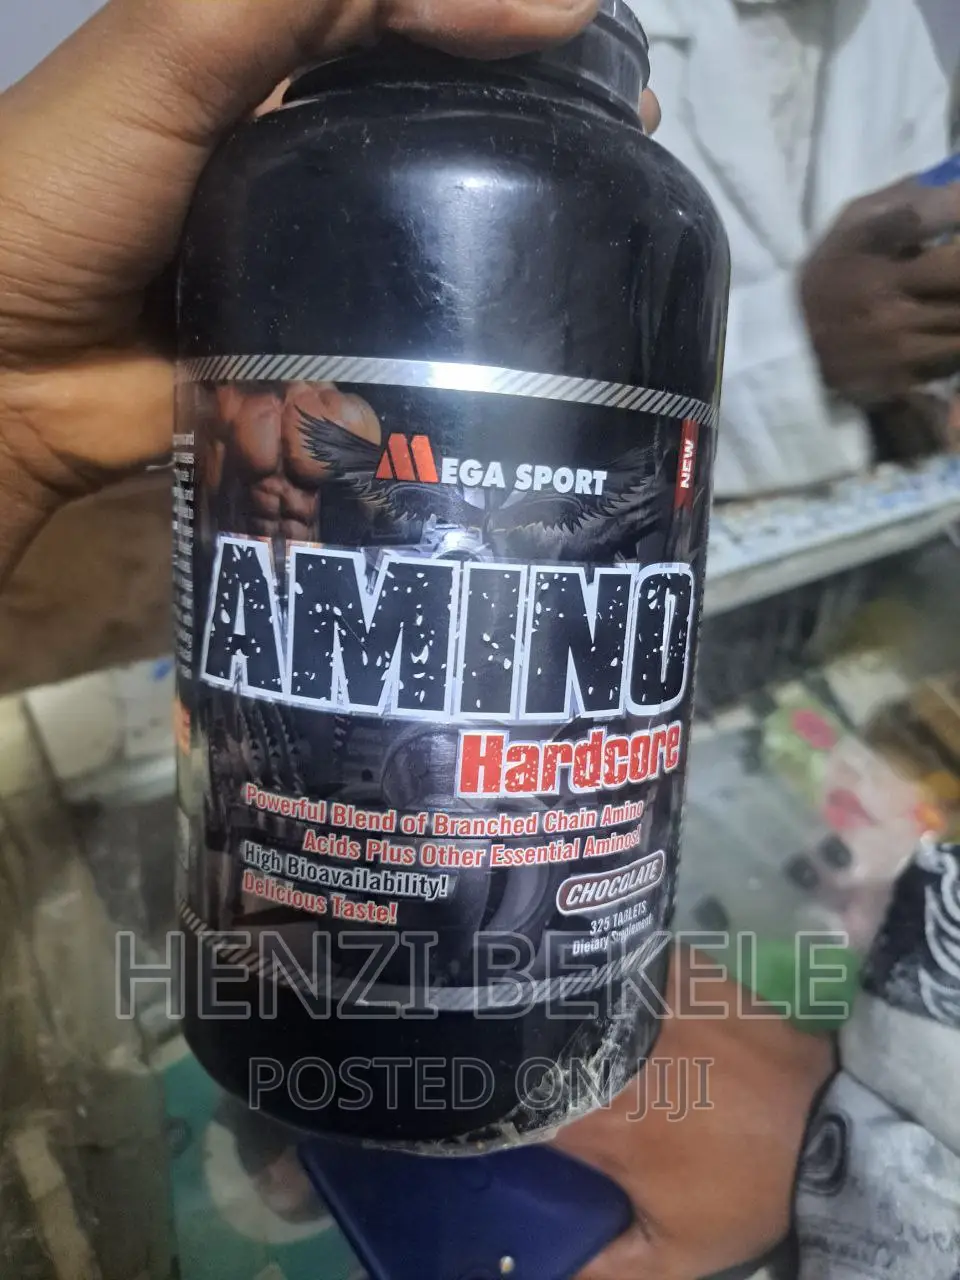 MEGA SPORT
NEW
AMINO
Hardcore
Powerful Blend of Branched Chain Amino
Acids Plus Other Essential Aminos!
High Bioavailability!
Delicious Taste!
CHOCOLATE
325 TABLETS
Dietary Supplement
HENZI BEKELE
POSTED ON JIJI